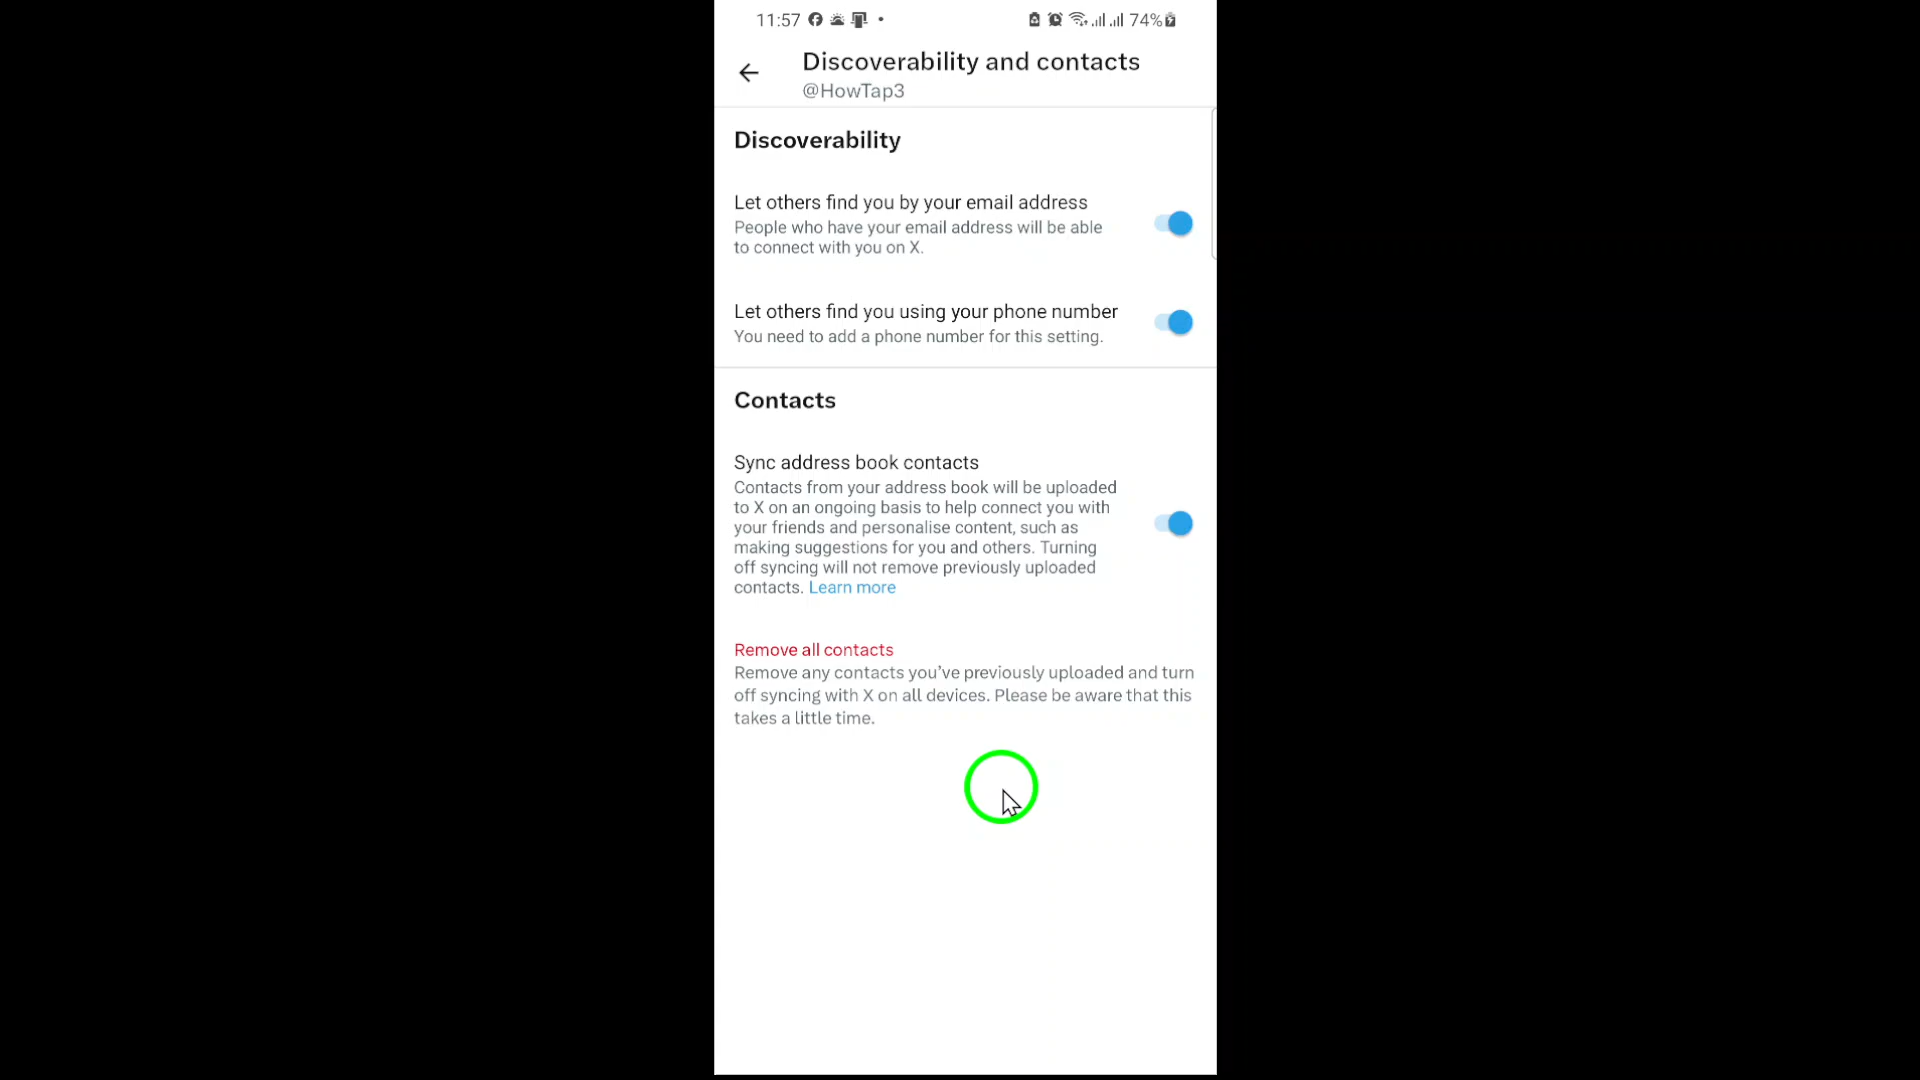 11:57 74%
Discoverability and contacts
@HowTap3
Discoverability
Let others find you by your email address
People who have your email address will be able
to connect with you on X.
Let others find you using your phone number
You need to add a phone number for this setting.
Contacts
Sync address book contacts
Contacts from your address book will be uploaded
to X on an ongoing basis to help connect you with
your friends and personalise content, such as
making suggestions for you and others. Turning
off syncing will not remove previously uploaded
contacts. Learn more
Remove all contacts
Remove any contacts you’ve previously uploaded and turn
off syncing with X on all devices. Please be aware that this
takes a little time.